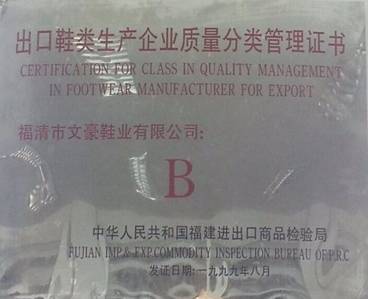 出口鞋类生产企业质量分类管理证书
CERTIFICATION FOR CLASS IN QUALITY MANAGEMENT
IN FOOTWEAR MANUFACTURER FOR EXPORT
福清市文豪鞋业有限公司:
B
中华人民共和国福建进出口商品检验局
FUJIAN IMP.& EXP.COMMODITY INSPECTION BUREAU OF P.R.C
发证日期:一九九九年八月